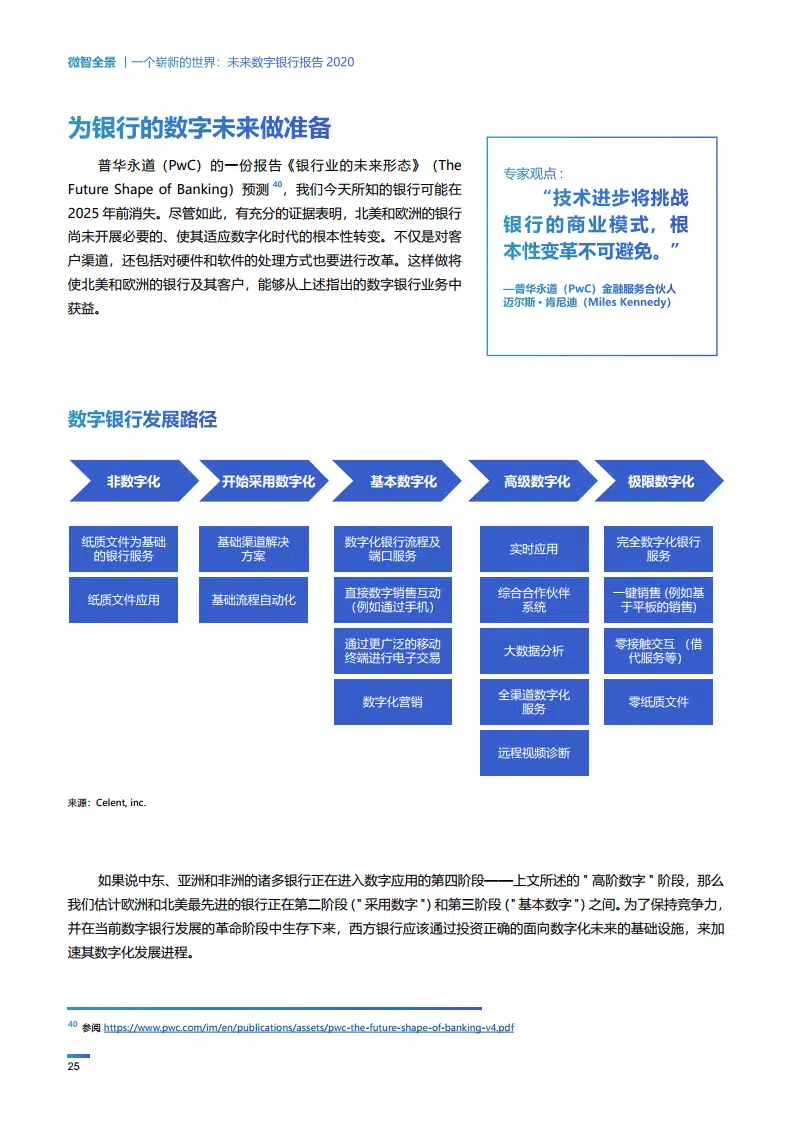 微智全景 ｜一个崭新的世界：未来数字银行报告 2020
为银行的数字未来做准备
普华永道（PwC）的一份报告《银行业的未来形态》（The
Future Shape of Banking）预测 40，我们今天所知的银行可能在
2025 年前消失。尽管如此，有充分的证据表明，北美和欧洲的银行
尚未开展必要的、使其适应数字化时代的根本性转变。不仅是对客
户渠道，还包括对硬件和软件的处理方式也要进行改革。这样做将
使北美和欧洲的银行及其客户，能够从上述指出的数字银行业务中
获益。
专家观点：
“技术进步将挑战
银行的商业模式，根
本性变革不可避免。”
—普华永道（PwC）金融服务合伙人
迈尔斯·肯尼迪（Miles Kennedy）
数字银行发展路径
非数字化
开始采用数字化
基本数字化
高级数字化
极限数字化
纸质文件为基础
的银行服务
纸质文件应用
基础渠道解决
方案
基础流程自动化
数字化银行流程及
端口服务
直接数字销售互动
（例如通过手机）
通过更广泛的移动
终端进行电子交易
数字化营销
实时应用
综合合作伙伴
系统
大数据分析
全渠道数字化
服务
远程视频诊断
完全数字化银行
服务
一键销售 (例如基
于平板的销售)
零接触交互 （借
代服务等）
零纸质文件
来源：Celent, inc.
如果说中东、亚洲和非洲的诸多银行正在进入数字应用的第四阶段——上文所述的 " 高阶数字 " 阶段，那么
我们估计欧洲和北美最先进的银行正在第二阶段 (" 采用数字 ") 和第三阶段 (" 基本数字 ") 之间。为了保持竞争力，
并在当前数字银行发展的革命阶段中生存下来，西方银行应该通过投资正确的面向数字化未来的基础设施，来加
速其数字化发展进程。
40 参阅 https://www.pwc.com/im/en/publications/assets/pwc-the-future-shape-of-banking-v4.pdf
25